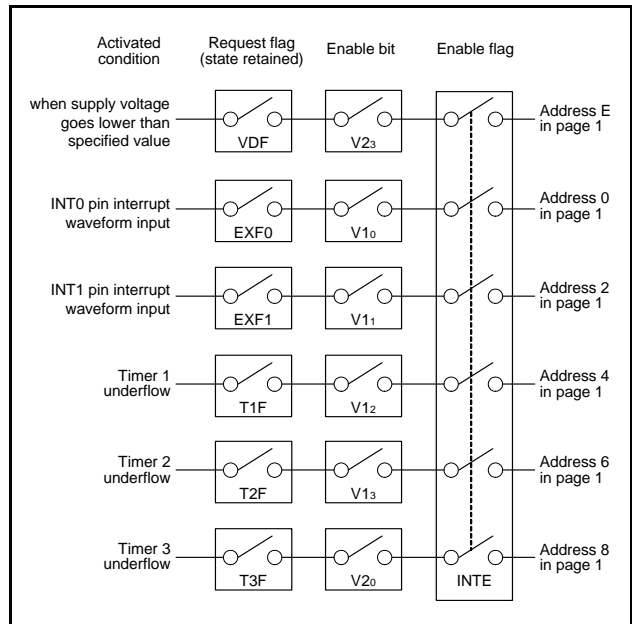 Activated condition
Request flag (state retained)
Enable bit
Enable flag
when supply voltage
goes lower than
specified value
VDF
V2₃
Address E
in page 1
INT0 pin interrupt
waveform input
EXF0
V1₀
Address 0
in page 1
INT1 pin interrupt
waveform input
EXF1
V1₁
Address 2
in page 1
Timer 1
underflow
T1F
V1₂
Address 4
in page 1
Timer 2
underflow
T2F
V1₃
Address 6
in page 1
Timer 3
underflow
T3F
V2₀
INTE
Address 8
in page 1